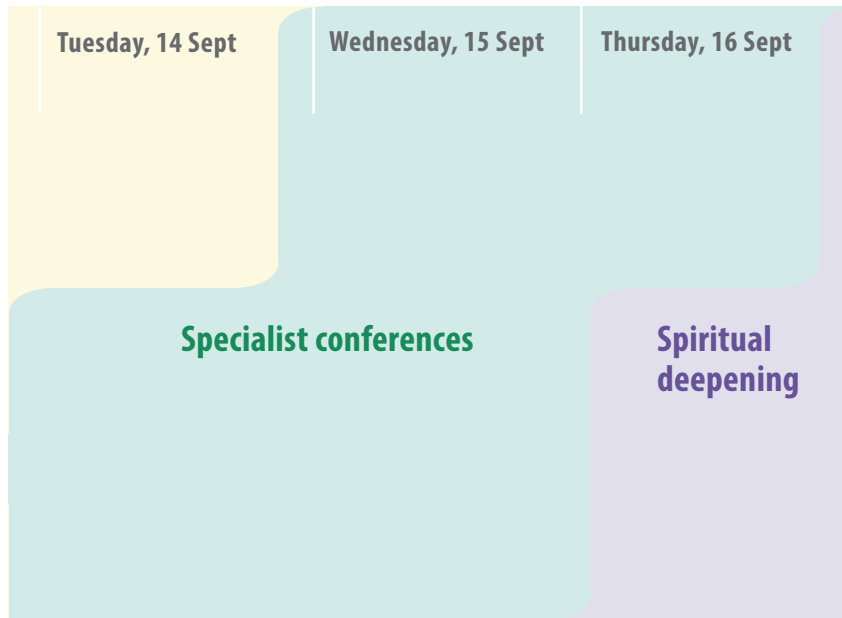 Tuesday, 14 Sept
Wednesday, 15 Sept
Thursday, 16 Sept
Specialist conferences
Spiritual
deepening